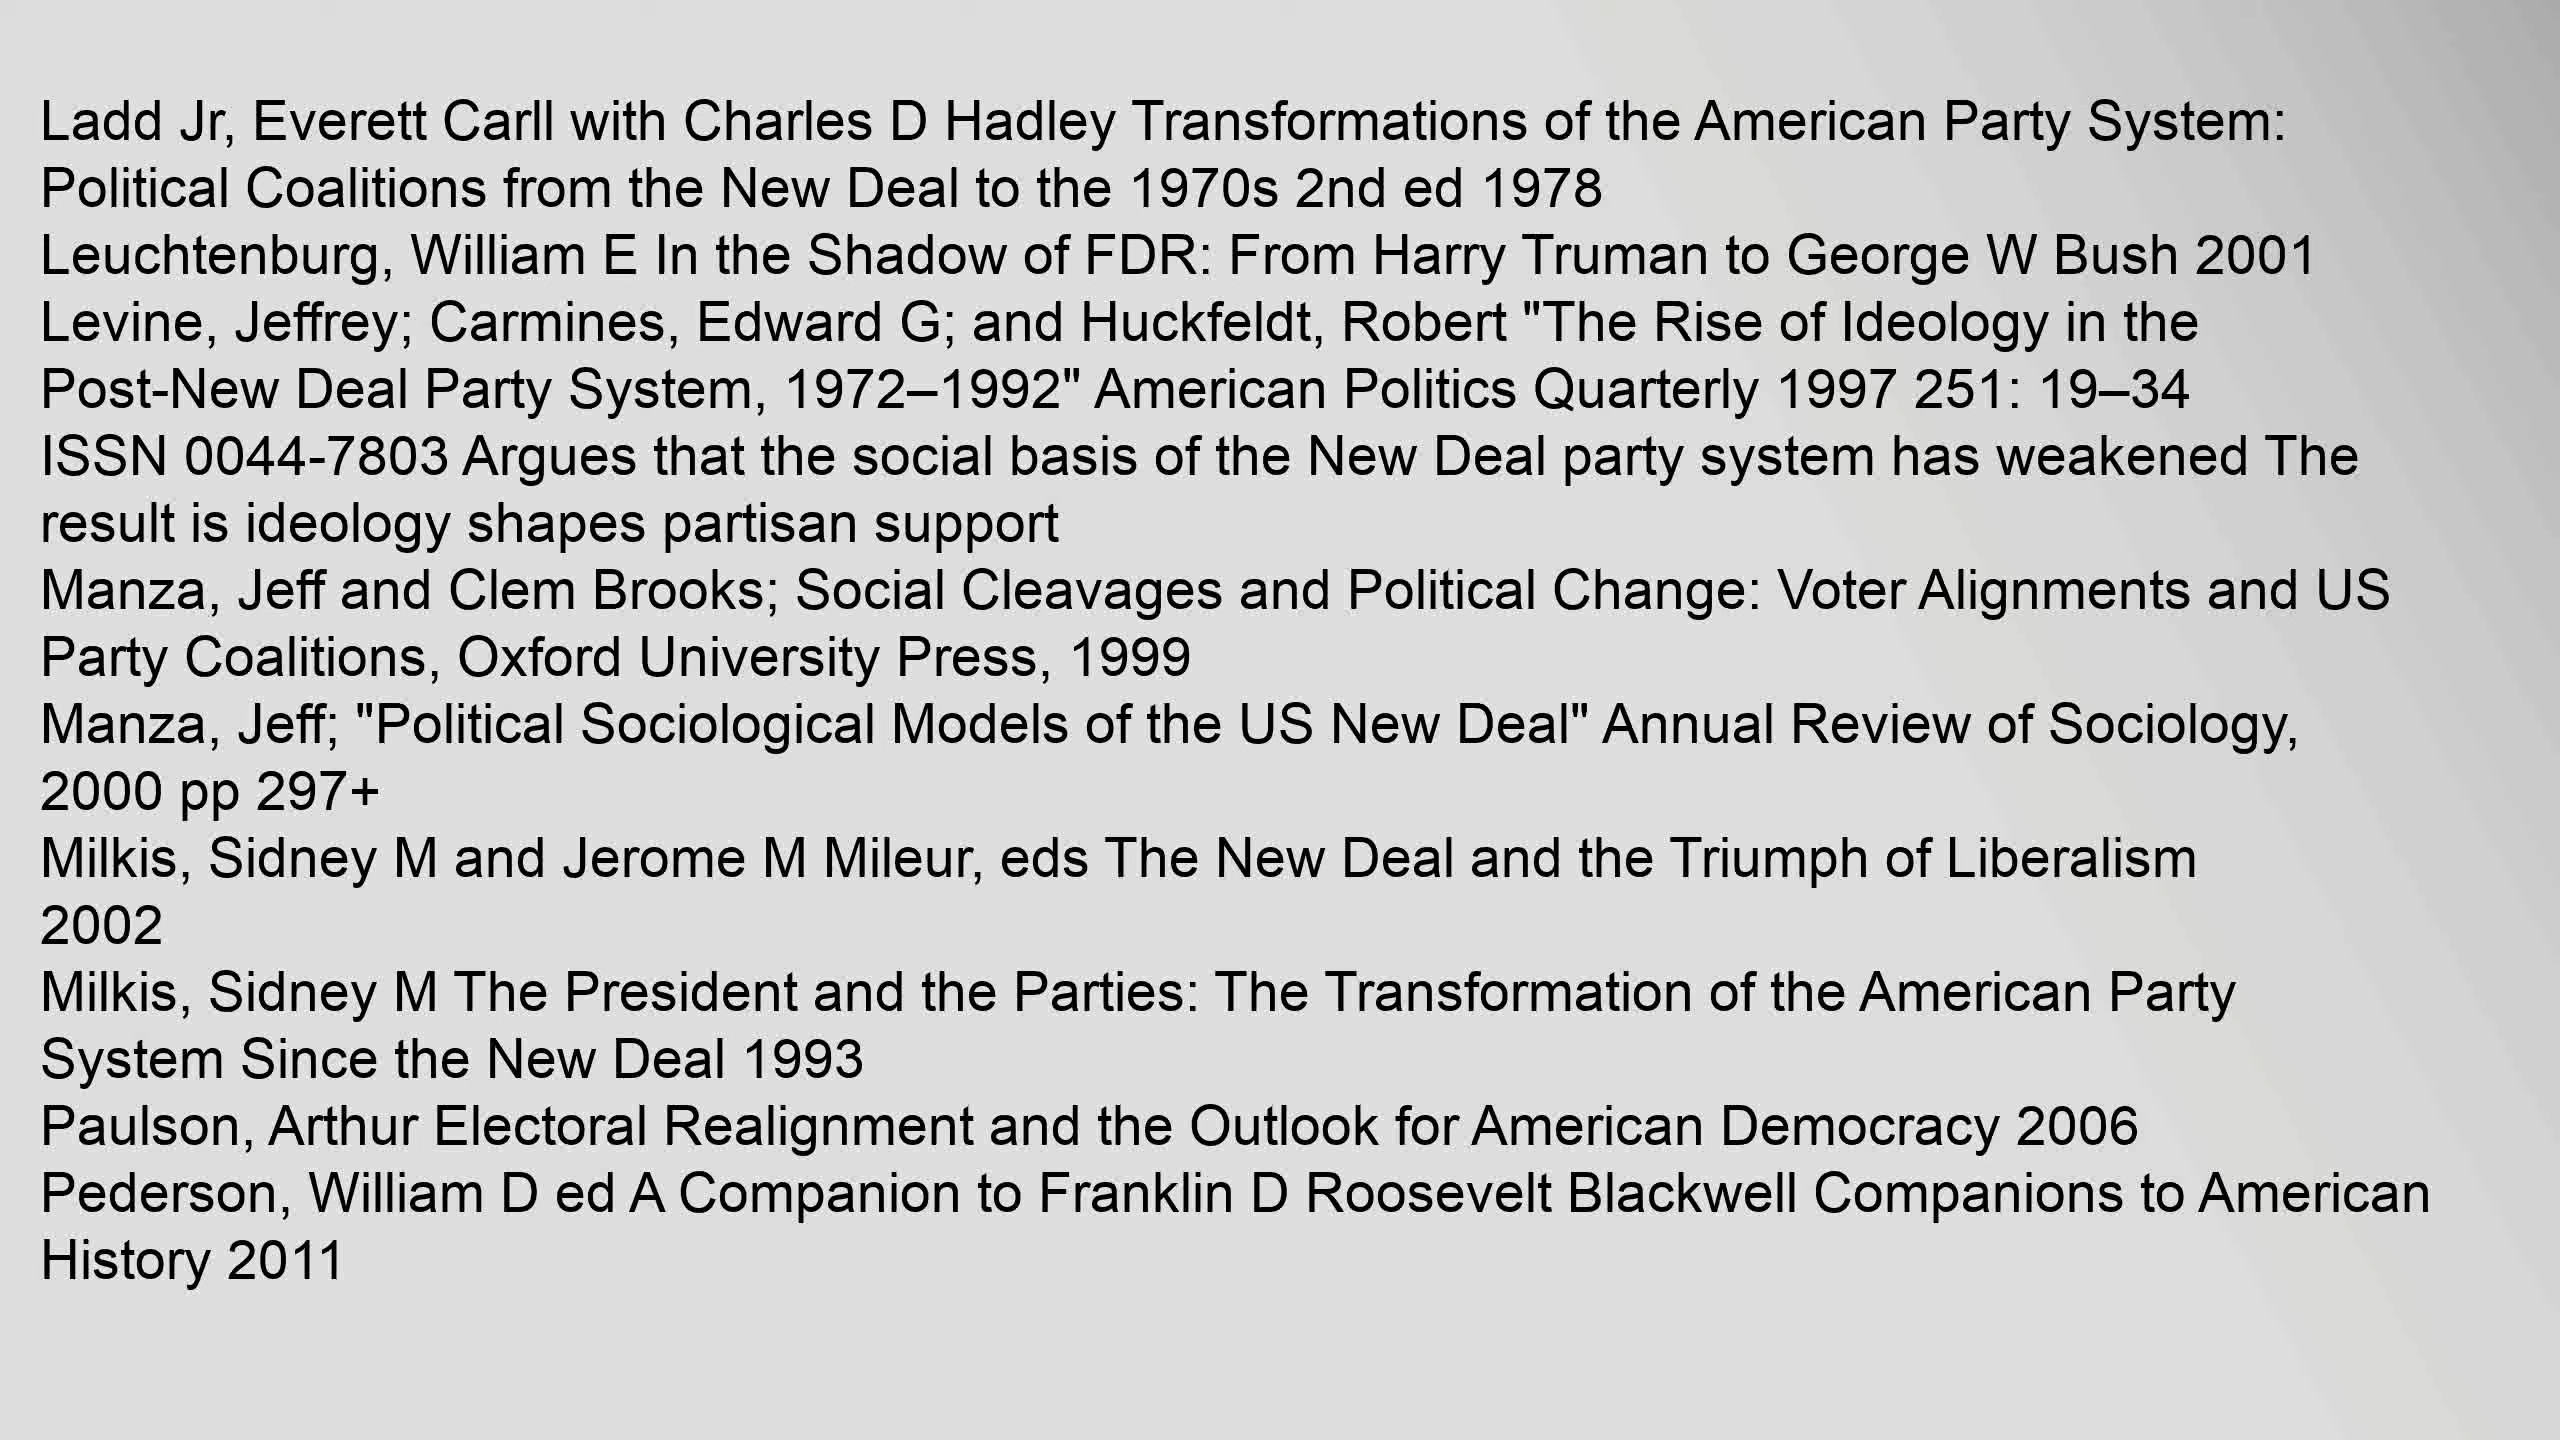 Ladd Jr, Everett Carll with Charles D Hadley Transformations of the American Party System:
Political Coalitions from the New Deal to the 1970s 2nd ed 1978
Leuchtenburg, William E In the Shadow of FDR: From Harry Truman to George W Bush 2001
Levine, Jeffrey; Carmines, Edward G; and Huckfeldt, Robert "The Rise of Ideology in the
Post-New Deal Party System, 1972–1992" American Politics Quarterly 1997 251: 19–34
ISSN 0044-7803 Argues that the social basis of the New Deal party system has weakened The
result is ideology shapes partisan support
Manza, Jeff and Clem Brooks; Social Cleavages and Political Change: Voter Alignments and US
Party Coalitions, Oxford University Press, 1999
Manza, Jeff; "Political Sociological Models of the US New Deal" Annual Review of Sociology,
2000 pp 297+
Milkis, Sidney M and Jerome M Mileur, eds The New Deal and the Triumph of Liberalism
2002
Milkis, Sidney M The President and the Parties: The Transformation of the American Party
System Since the New Deal 1993
Paulson, Arthur Electoral Realignment and the Outlook for American Democracy 2006
Pederson, William D ed A Companion to Franklin D Roosevelt Blackwell Companions to American
History 2011